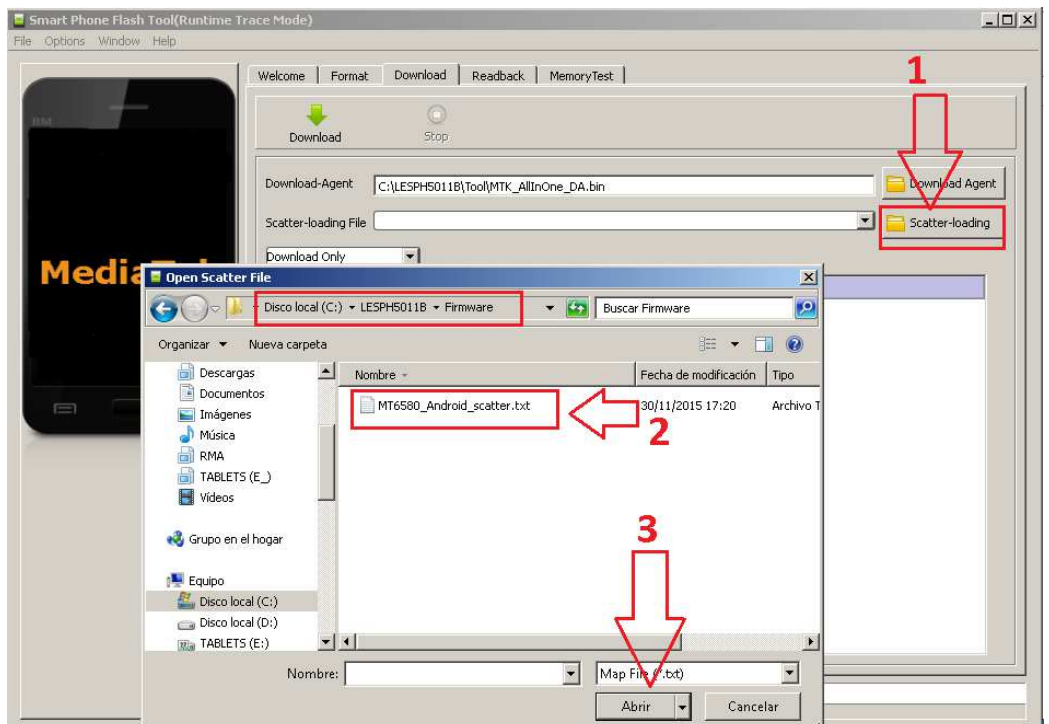 Smart Phone Flash Tool(Runtime Trace Mode)
File Options Window Help
Welcome Format Download Readback MemoryTest
1
BM
Download Stop
Download-Agent C:\LESPH5011B\Tool\MTK_AllInOne_DA.bin Download Agent
Scatter-loading File Scatter-loading
Download Only
Open Scatter File
Disco local (C:) LESPH5011B Firmware Buscar Firmware
Organizar Nueva carpeta
Nombre Fecha de modificación Tipo
MT6580_Android_scatter.txt 30/11/2015 17:20 Archivo T
2
Descargas
Documentos
Imágenes
Música
RMA
TABLETS (E_)
Vídeos
Grupo en el hogar
Equipo
Disco local (C:)
Disco local (D:)
TABLETS (E:)
3
Nombre: Map File (*.txt)
Abrir Cancelar